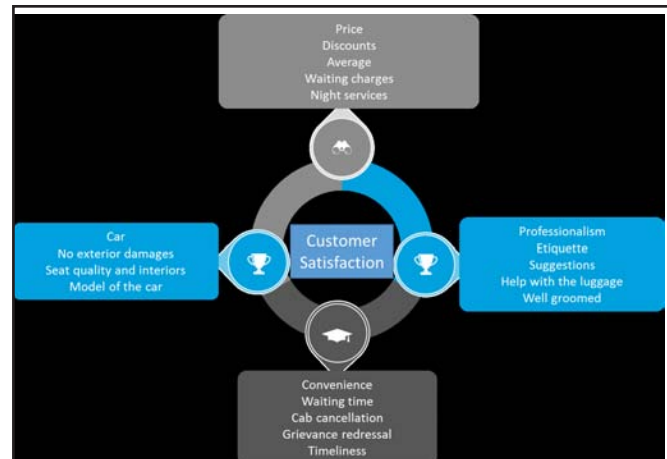 Price
Discounts
Average
Waiting charges
Night services
Car
No exterior damages
Seat quality and interiors
Model of the car
Customer
Satisfaction
Professionalism
Etiquette
Suggestions
Help with the luggage
Well groomed
Convenience
Waiting time
Cab cancellation
Grievance redressal
Timeliness